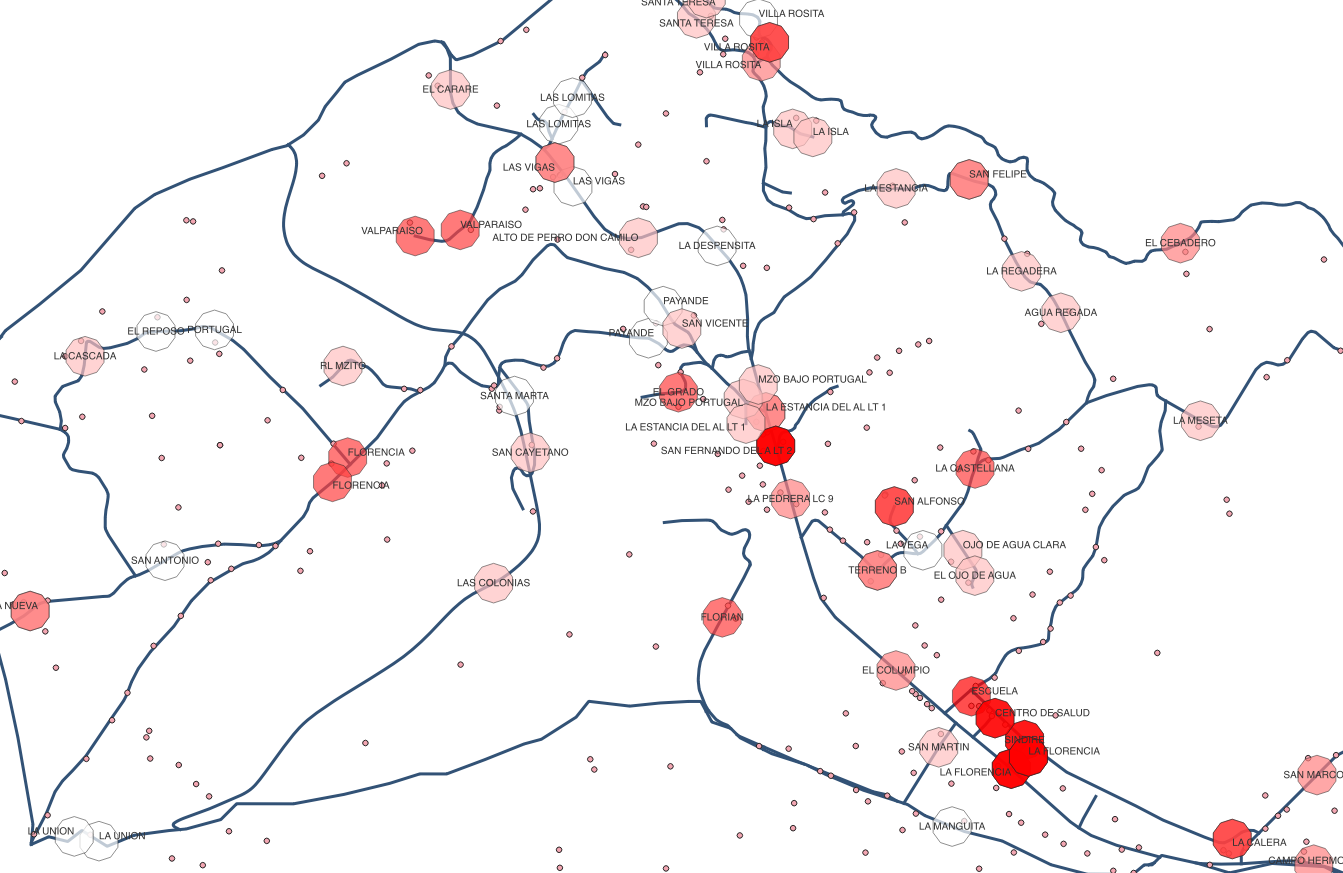 SANTA TERESA
VILLA ROSITA
SANTA TERESA
VILLA ROSITA
VILLA ROSITA
EL CARARE
LAS LOMITAS
LAS LOMITAS
LA ISLA
LA ISLA
LAS VIGAS
LAS VIGAS
SAN FELIPE
LA ESTANCIA
VALPARAISO
VALPARAISO
ALTO DE PERRO DON CAMILO
LA DESPENSITA
EL CEBADERO
LA REGADERA
PAYANDE
AGUA REGADA
SAN VICENTE
EL REPOSO
PORTUGAL
PAYANDE
LA CASCADA
RL MZITO
MZO BAJO PORTUGAL
EL GRADO
SANTA MARTA
MZO BAJO PORTUGAL
LA ESTANCIA DEL AL LT 1
LA MESETA
LA ESTANCIA DEL AL LT 1
FLORENCIA
SAN CAYETANO
SAN FERNANDO DE LA LT 2
LA CASTELLANA
FLORENCIA
LA PEDRERA LC 9
SAN ALFONSO
LA VEGA
OJO DE AGUA CLARA
SAN ANTONIO
TERRENO B
EL OJO DE AGUA
LAS COLONIAS
NUEVA
FLORIAN
EL COLUMPIO
ESCUELA
CENTRO DE SALUD
SAN MARTIN
LA FLORENCIA
LA FLORENCIA
SAN MARCO
LA UNION
LA UNION
LA MANGUITA
LA CALERA
CAMPO HERMO